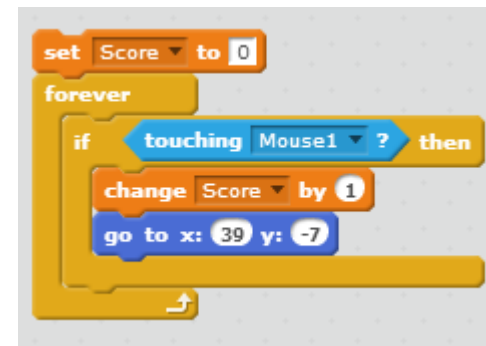 set Score to 0
forever
if touching Mouse1 ? then
change Score by 1
go to x: 39 y: -7